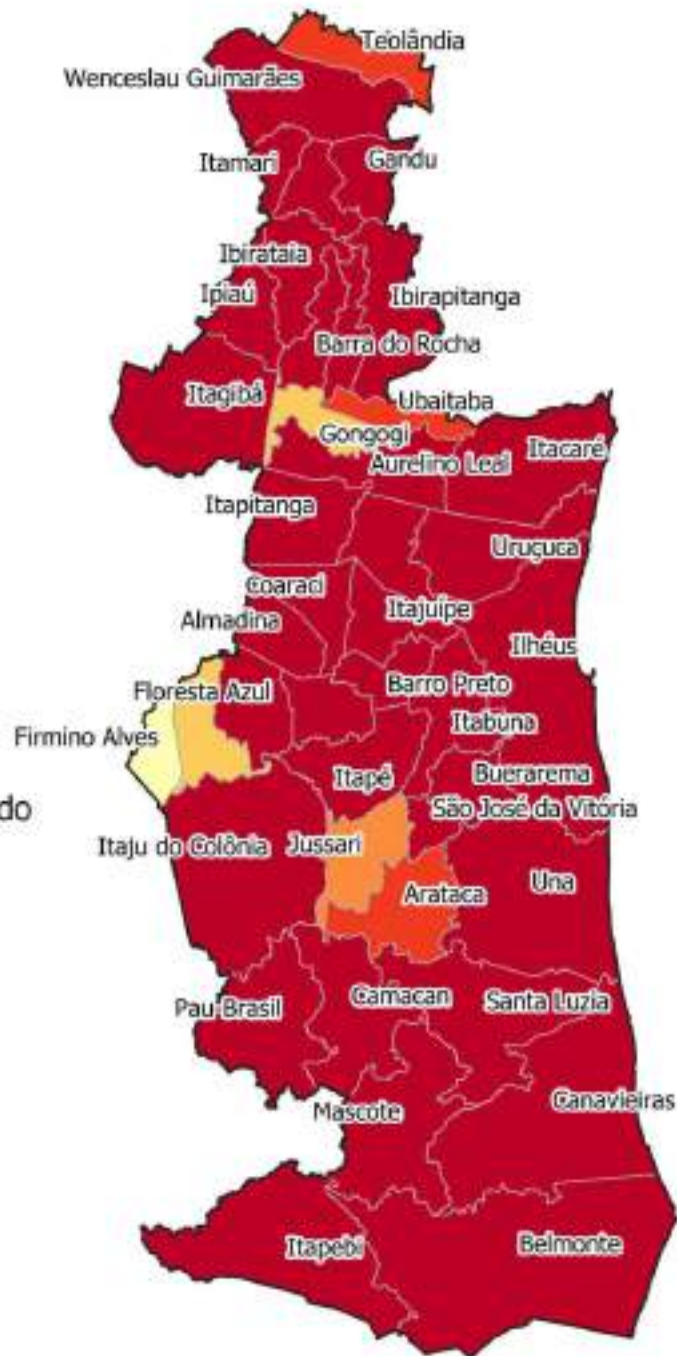 Teolândia
Wenceslau Guimarães
Itamari
Gandu
Ibirataia
Ipiaú
Ibirapitanga
Barra do Rocha
Itagibá
Ubaitaba
Gongogi
Aurelino Leal
Itacaré
Itapitanga
Uruçuca
Coaraci
Itajuipe
Almadina
Ilhéus
Floresta Azul
Barro Preto
Firmino Alves
Itabuna
Itapé
Buerarema
do
São José da Vitória
Itaju do Colônia
Jussari
Arataca
Una
Pau Brasil
Camacan
Santa Luzia
Mascote
Canavieiras
Itapebi
Belmonte